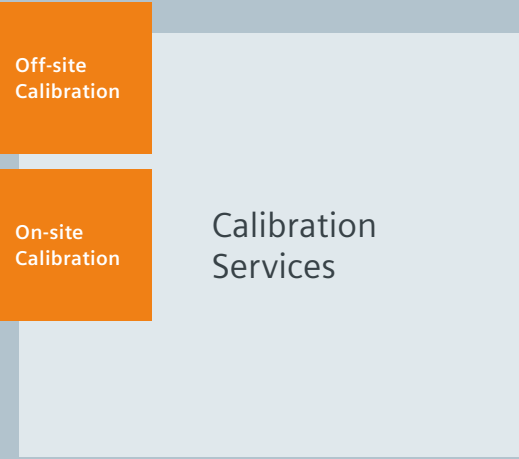 Off-site
Calibration
On-site
Calibration
Calibration
Services